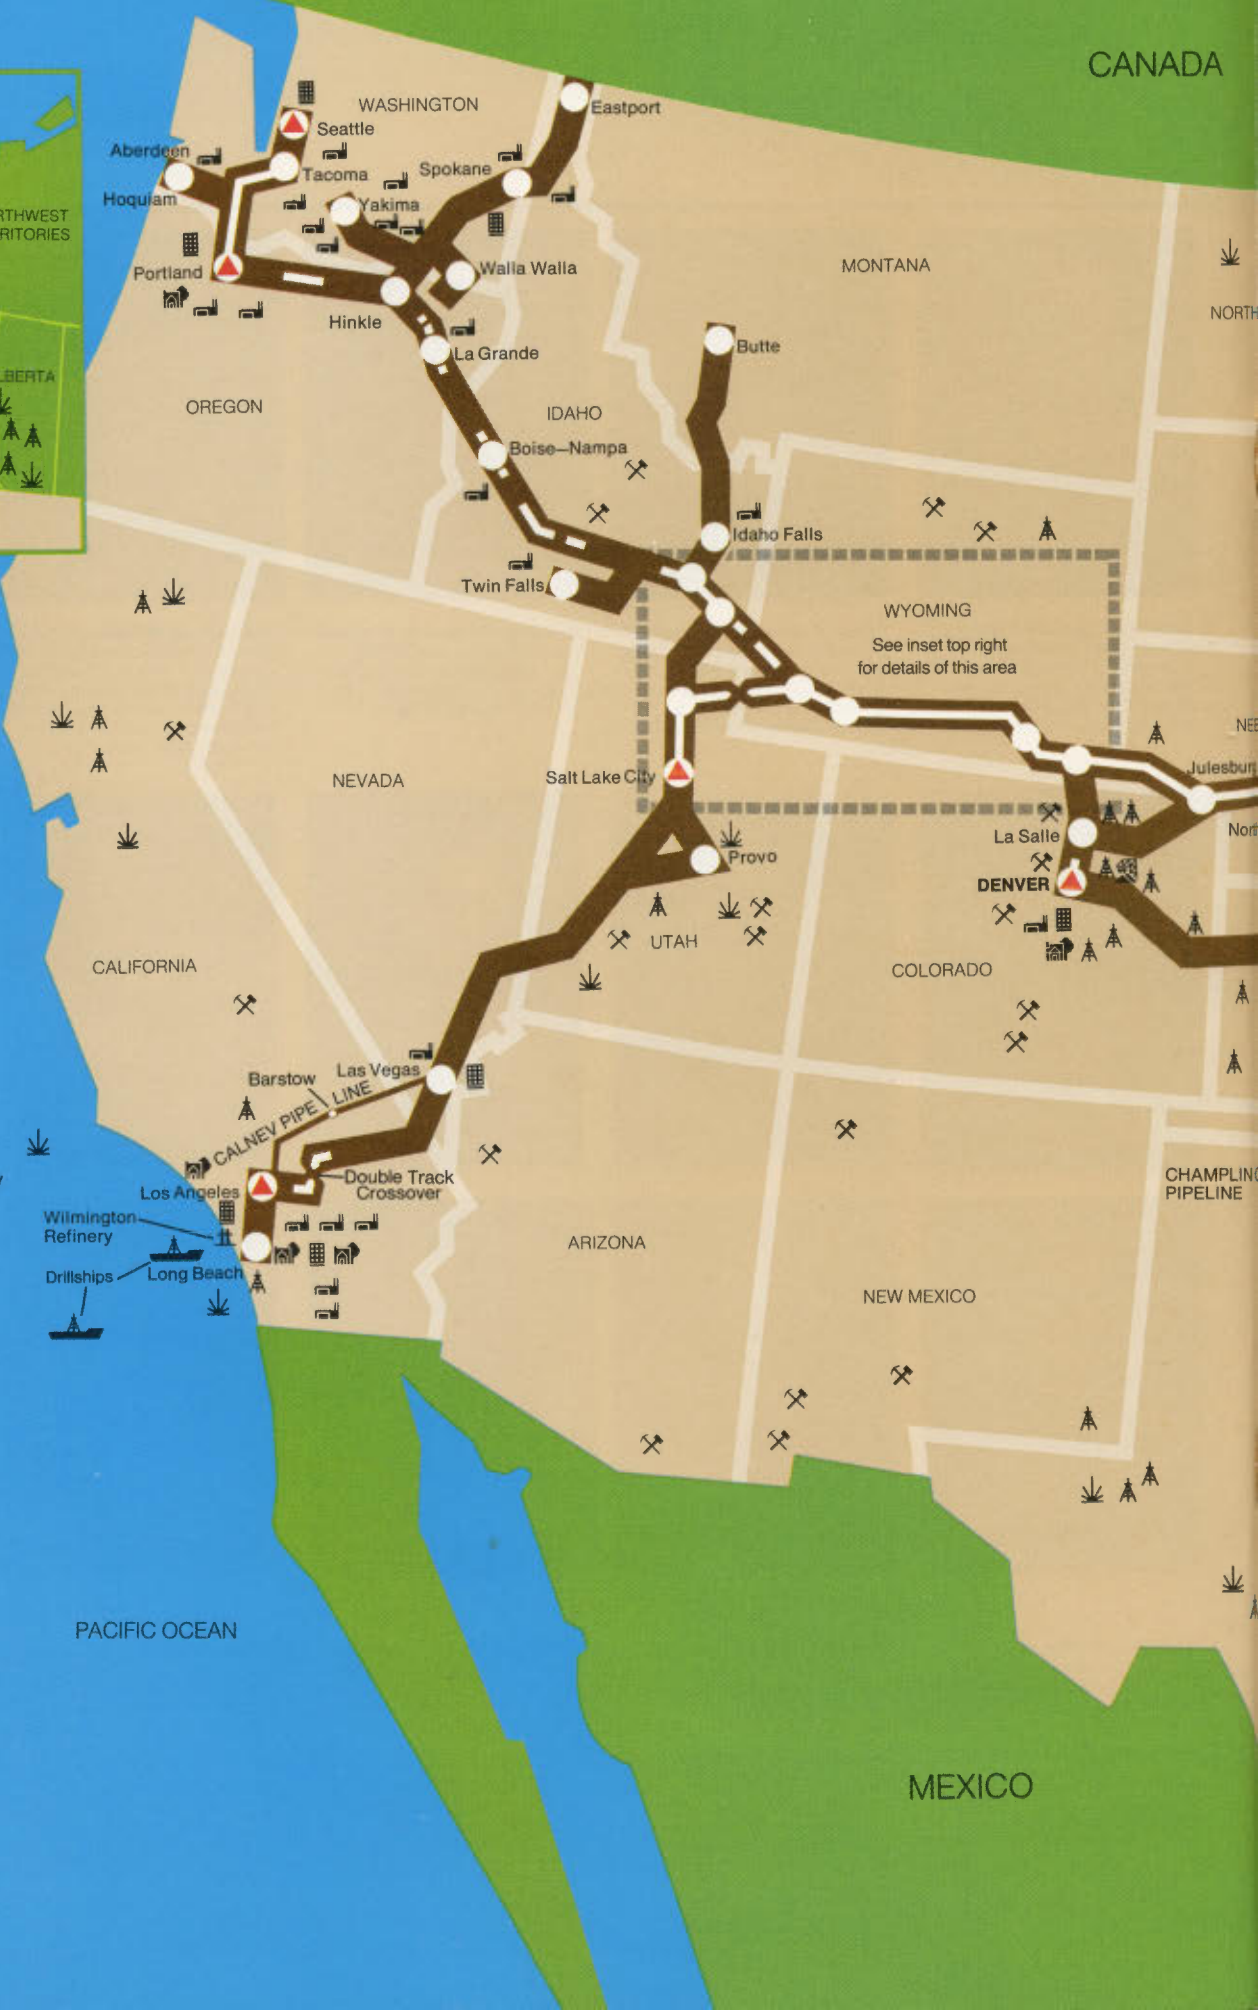 CANADA
WASHINGTON
Eastport
Seattle
Aberdeen
Spokane
Tacoma
Hoquiam
Yakima
RTHWEST
RITORIES
Portland
Walla Walla
MONTANA
NORTH
Hinkle
La Grande
Butte
LBERTA
OREGON
IDAHO
Boise–Nampa
Idaho Falls
Twin Falls
WYOMING
See inset top right
for details of this area
NEB
Julesbur
NEVADA
Salt Lake City
La Salle
Nort
Provo
DENVER
UTAH
CALIFORNIA
COLORADO
Las Vegas
Barstow
CALNEV PIPE LINE
Double Track
Crossover
Los Angeles
CHAMPLIN
PIPELINE
Wilmington
Refinery
ARIZONA
Drillships
Long Beach
NEW MEXICO
PACIFIC OCEAN
MEXICO